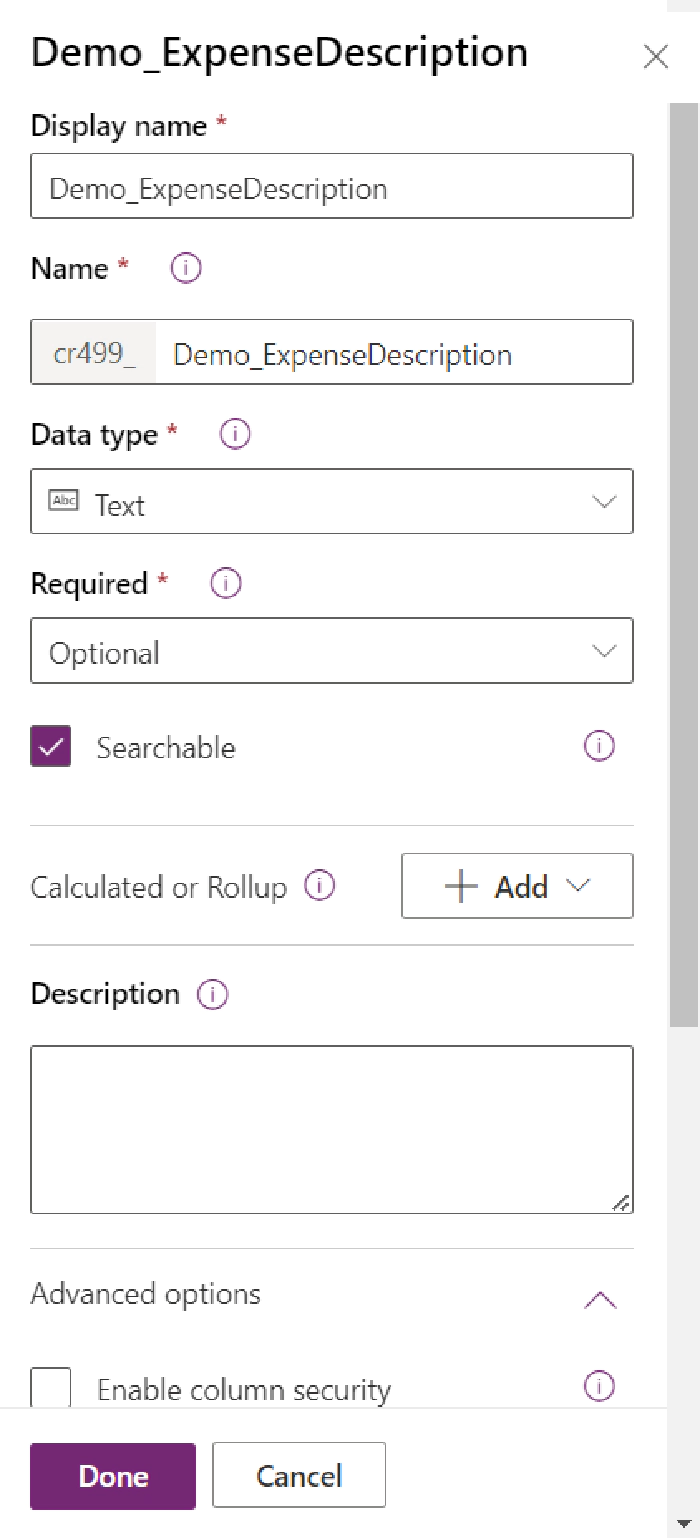 Demo_ExpenseDescription
Display name *
Demo_ExpenseDescription
Name *
cr499_ Demo_ExpenseDescription
Data type *
Abc Text
Required *
Optional
Searchable
Calculated or Rollup + Add
Description
Advanced options
Enable column security
Done Cancel